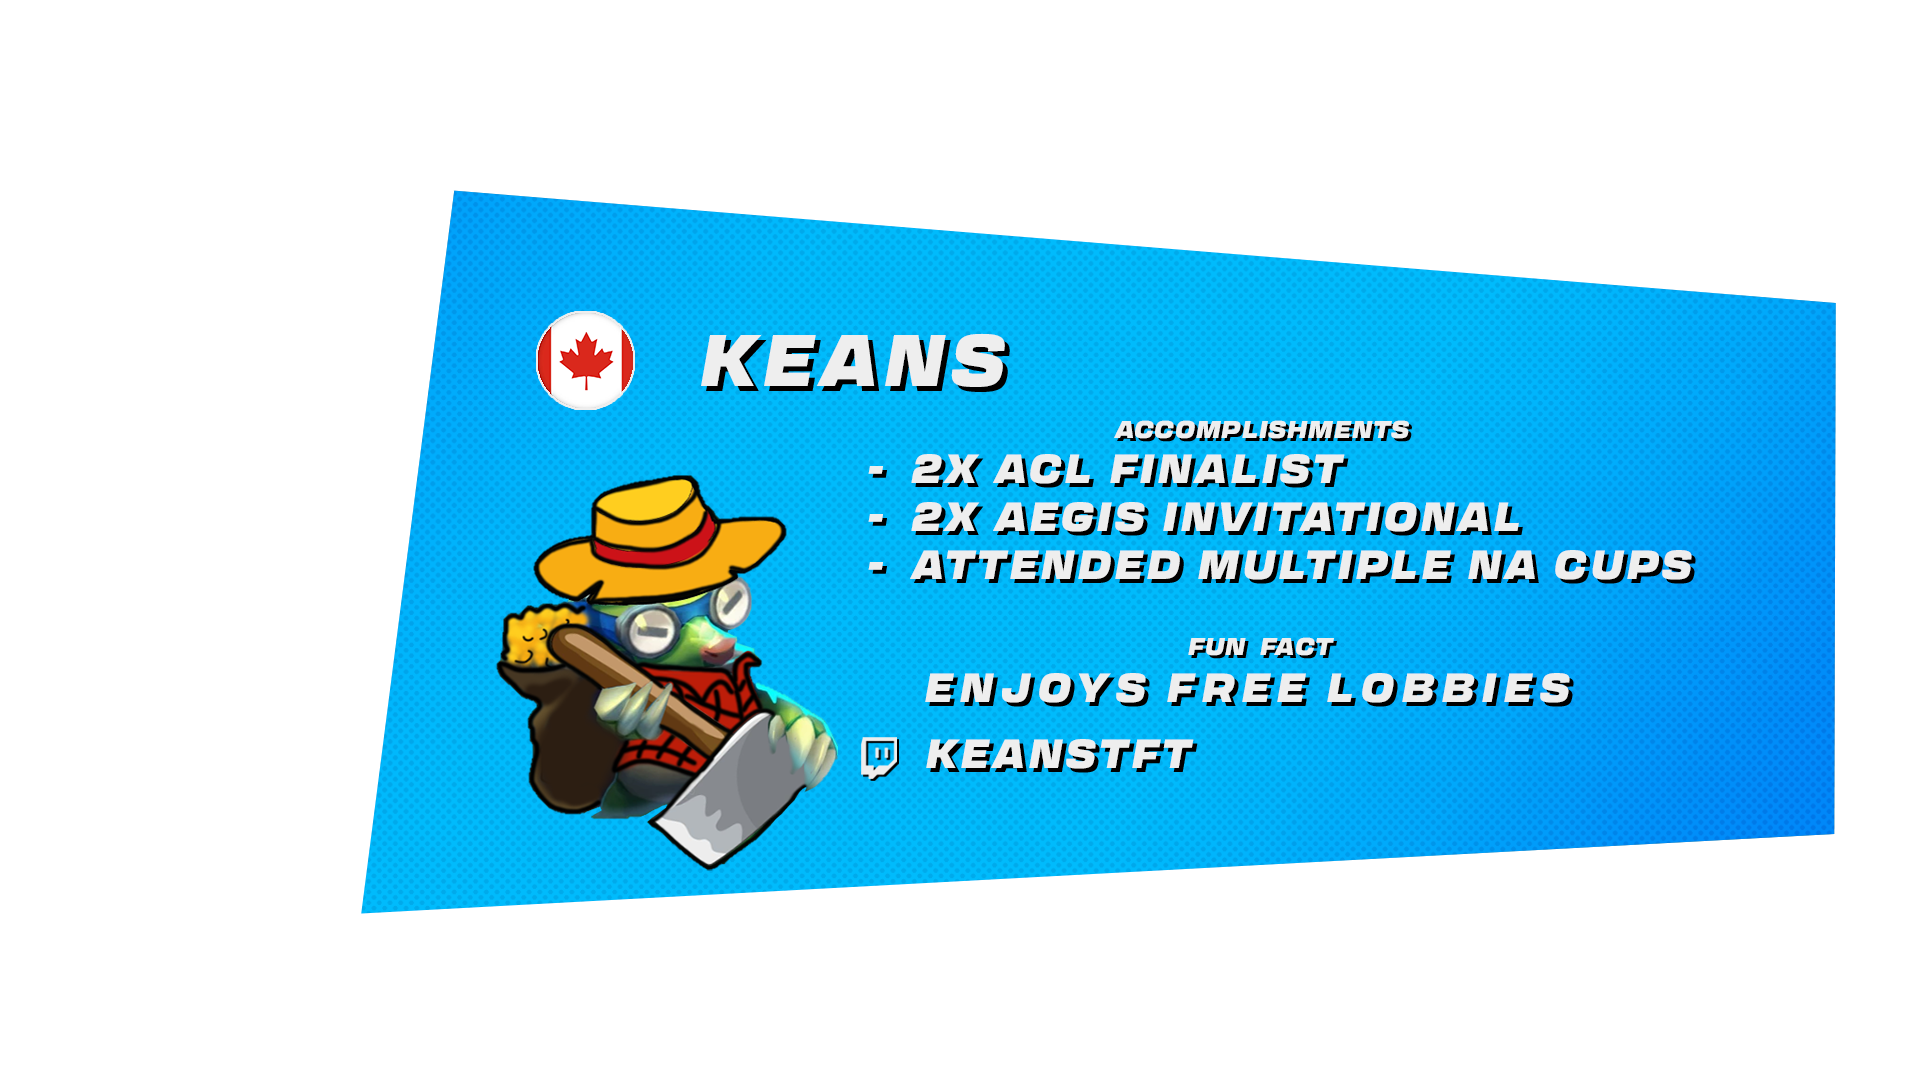 KEANS
ACCOMPLISHMENTS
- 2X ACL FINALIST
- 2X AEGIS INVITATIONAL
- ATTENDED MULTIPLE NA CUPS
FUN FACT
ENJOYS FREE LOBBIES
KEANSTFT